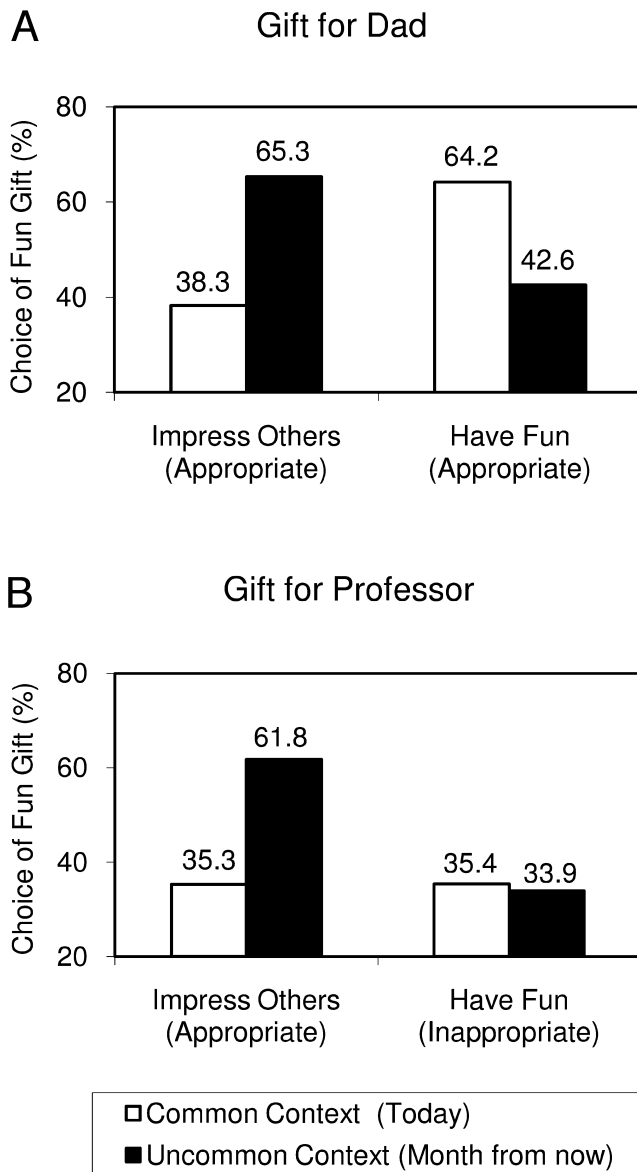 A
Gift for Dad
Choice of Fun Gift (%)
80
60
40
20
38.3
65.3
64.2
42.6
Impress Others
(Appropriate)
Have Fun
(Appropriate)
B
Gift for Professor
Choice of Fun Gift (%)
80
60
40
20
35.3
61.8
35.4
33.9
Impress Others
(Appropriate)
Have Fun
(Inappropriate)
Common Context (Today)
Uncommon Context (Month from now)